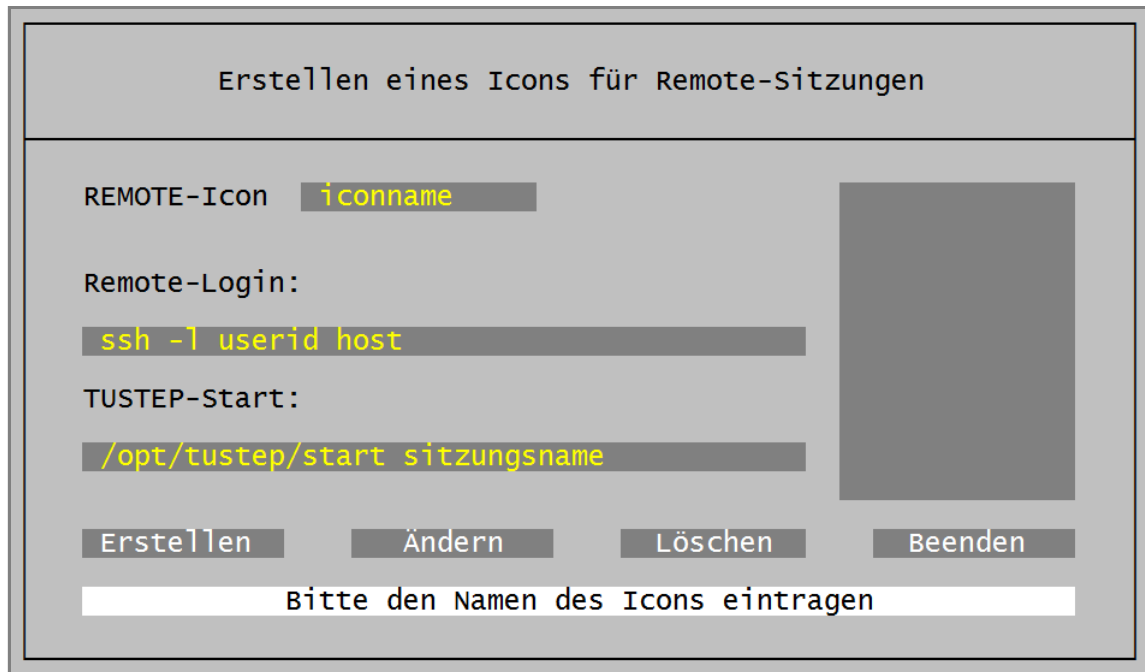 Erstellen eines Icons für Remote-Sitzungen
REMOTE-Icon iconname
Remote-Login:
ssh -l userid host
TUSTEP-Start:
/opt/tustep/start sitzungsname
Erstellen Ändern Löschen Beenden
Bitte den Namen des Icons eintragen